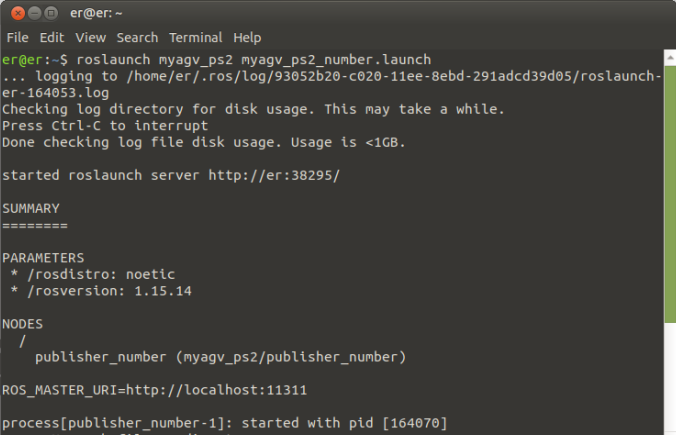 er@er: ~
File Edit View Search Terminal Help
er@er:~$ roslaunch myagv_ps2 myagv_ps2_number.launch
... logging to /home/er/.ros/log/93052b20-c020-11ee-8ebd-291adcd39d05/roslaunch-
er-164053.log
Checking log directory for disk usage. This may take a while.
Press Ctrl-C to interrupt
Done checking log file disk usage. Usage is <1GB.
started roslaunch server http://er:38295/
SUMMARY
========
PARAMETERS
* /rosdistro: noetic
* /rosversion: 1.15.14
NODES
/
publisher_number (myagv_ps2/publisher_number)
ROS_MASTER_URI=http://localhost:11311
process[publisher_number-1]: started with pid [164070]